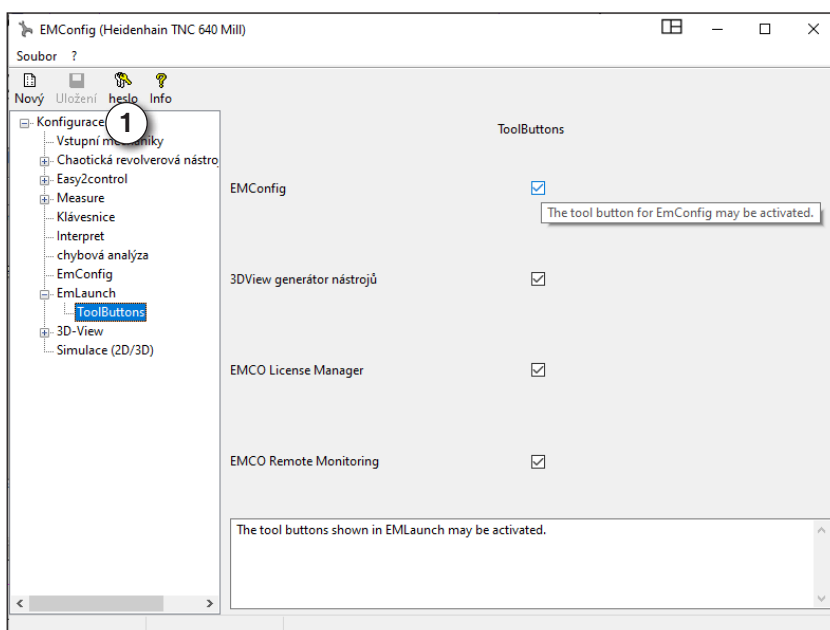 EMConfig (Heidenhain TNC 640 Mill)
Soubor ?
Nový Uložení heslo Info
1
Konfigurace
Vstupní mechaniky
Chaotická revolverová nástroj
Easy2control
Measure
Klávesnice
Interpret
chybová analýza
EmConfig
EmLaunch
ToolButtons
3D-View
Simulace (2D/3D)
ToolButtons
EMConfig
The tool button for EmConfig may be activated.
3DView generátor nástrojů
EMCO License Manager
EMCO Remote Monitoring
The tool buttons shown in EMLaunch may be activated.